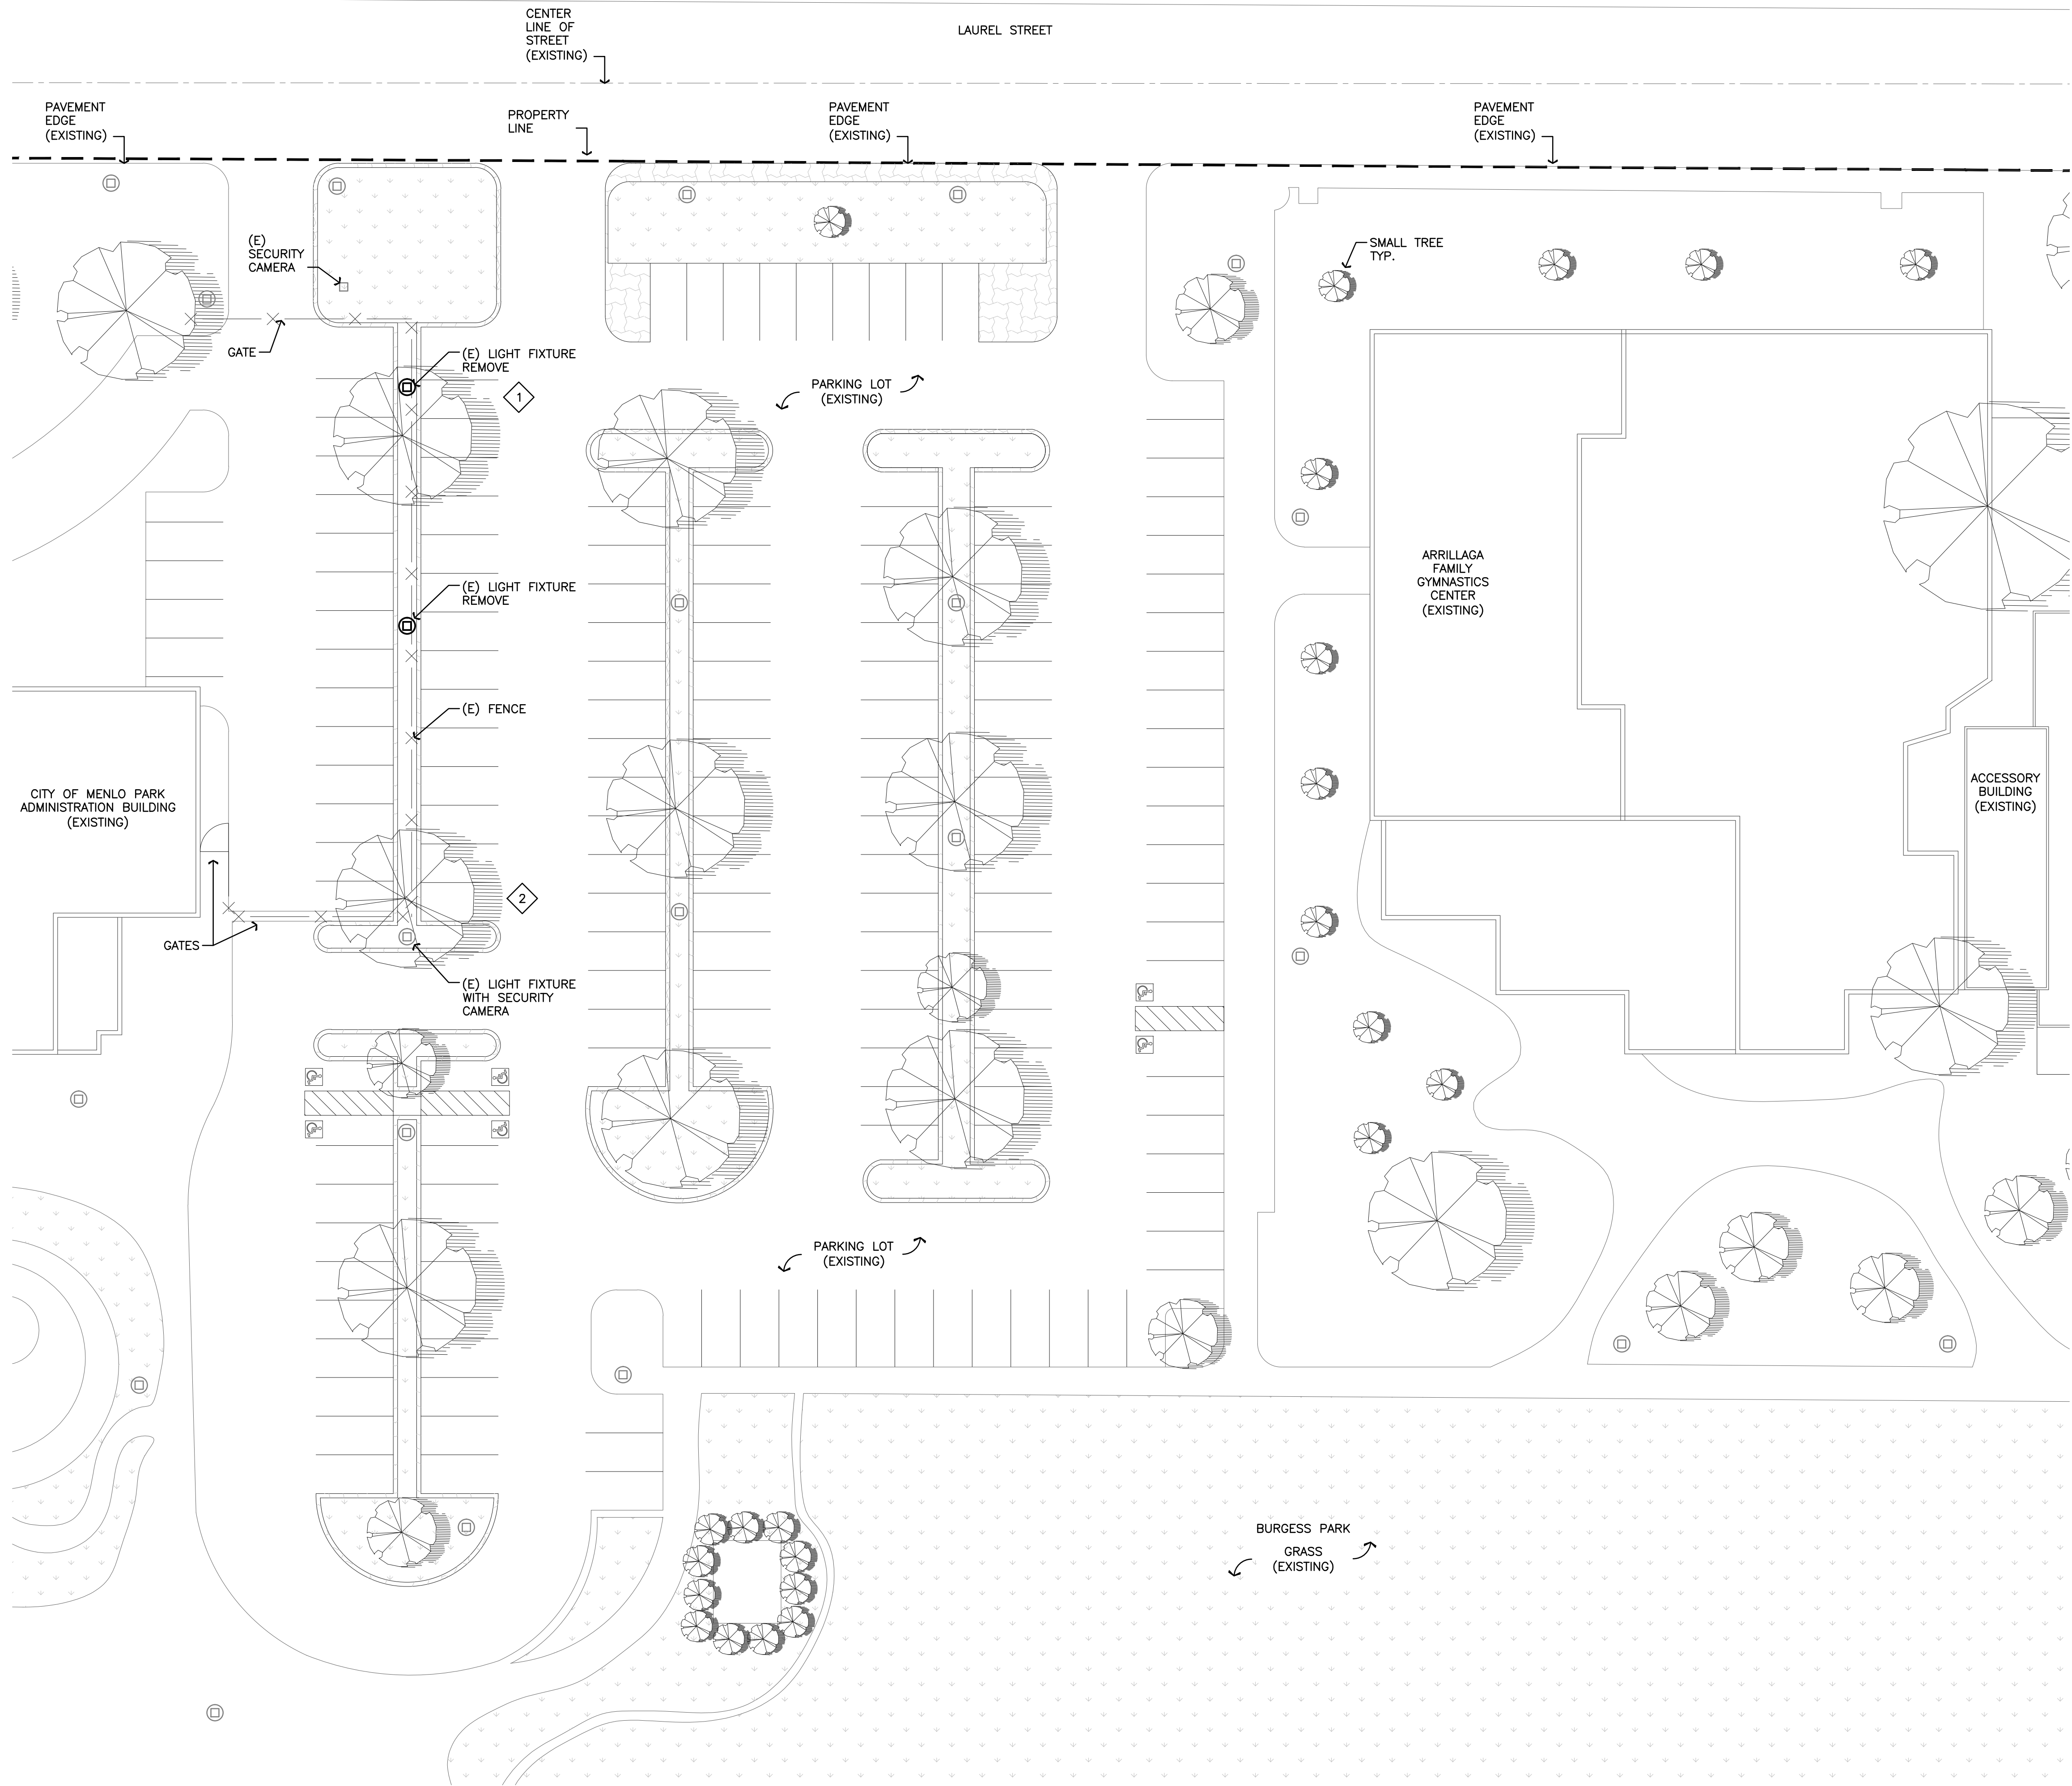 CENTER
LINE OF
STREET
(EXISTING)
LAUREL STREET
PAVEMENT
EDGE
(EXISTING)
PROPERTY
LINE
PAVEMENT
EDGE
(EXISTING)
PAVEMENT
EDGE
(EXISTING)
(E)
SECURITY
CAMERA
SMALL TREE
TYP.
GATE
(E) LIGHT FIXTURE
REMOVE
1
PARKING LOT
(EXISTING)
(E) LIGHT FIXTURE
REMOVE
ARRILLAGA
FAMILY
GYMNASTICS
CENTER
(EXISTING)
(E) FENCE
CITY OF MENLO PARK
ADMINISTRATION BUILDING
(EXISTING)
ACCESSORY
BUILDING
(EXISTING)
2
GATES
(E) LIGHT FIXTURE
WITH SECURITY
CAMERA
PARKING LOT
(EXISTING)
BURGESS PARK
GRASS
(EXISTING)